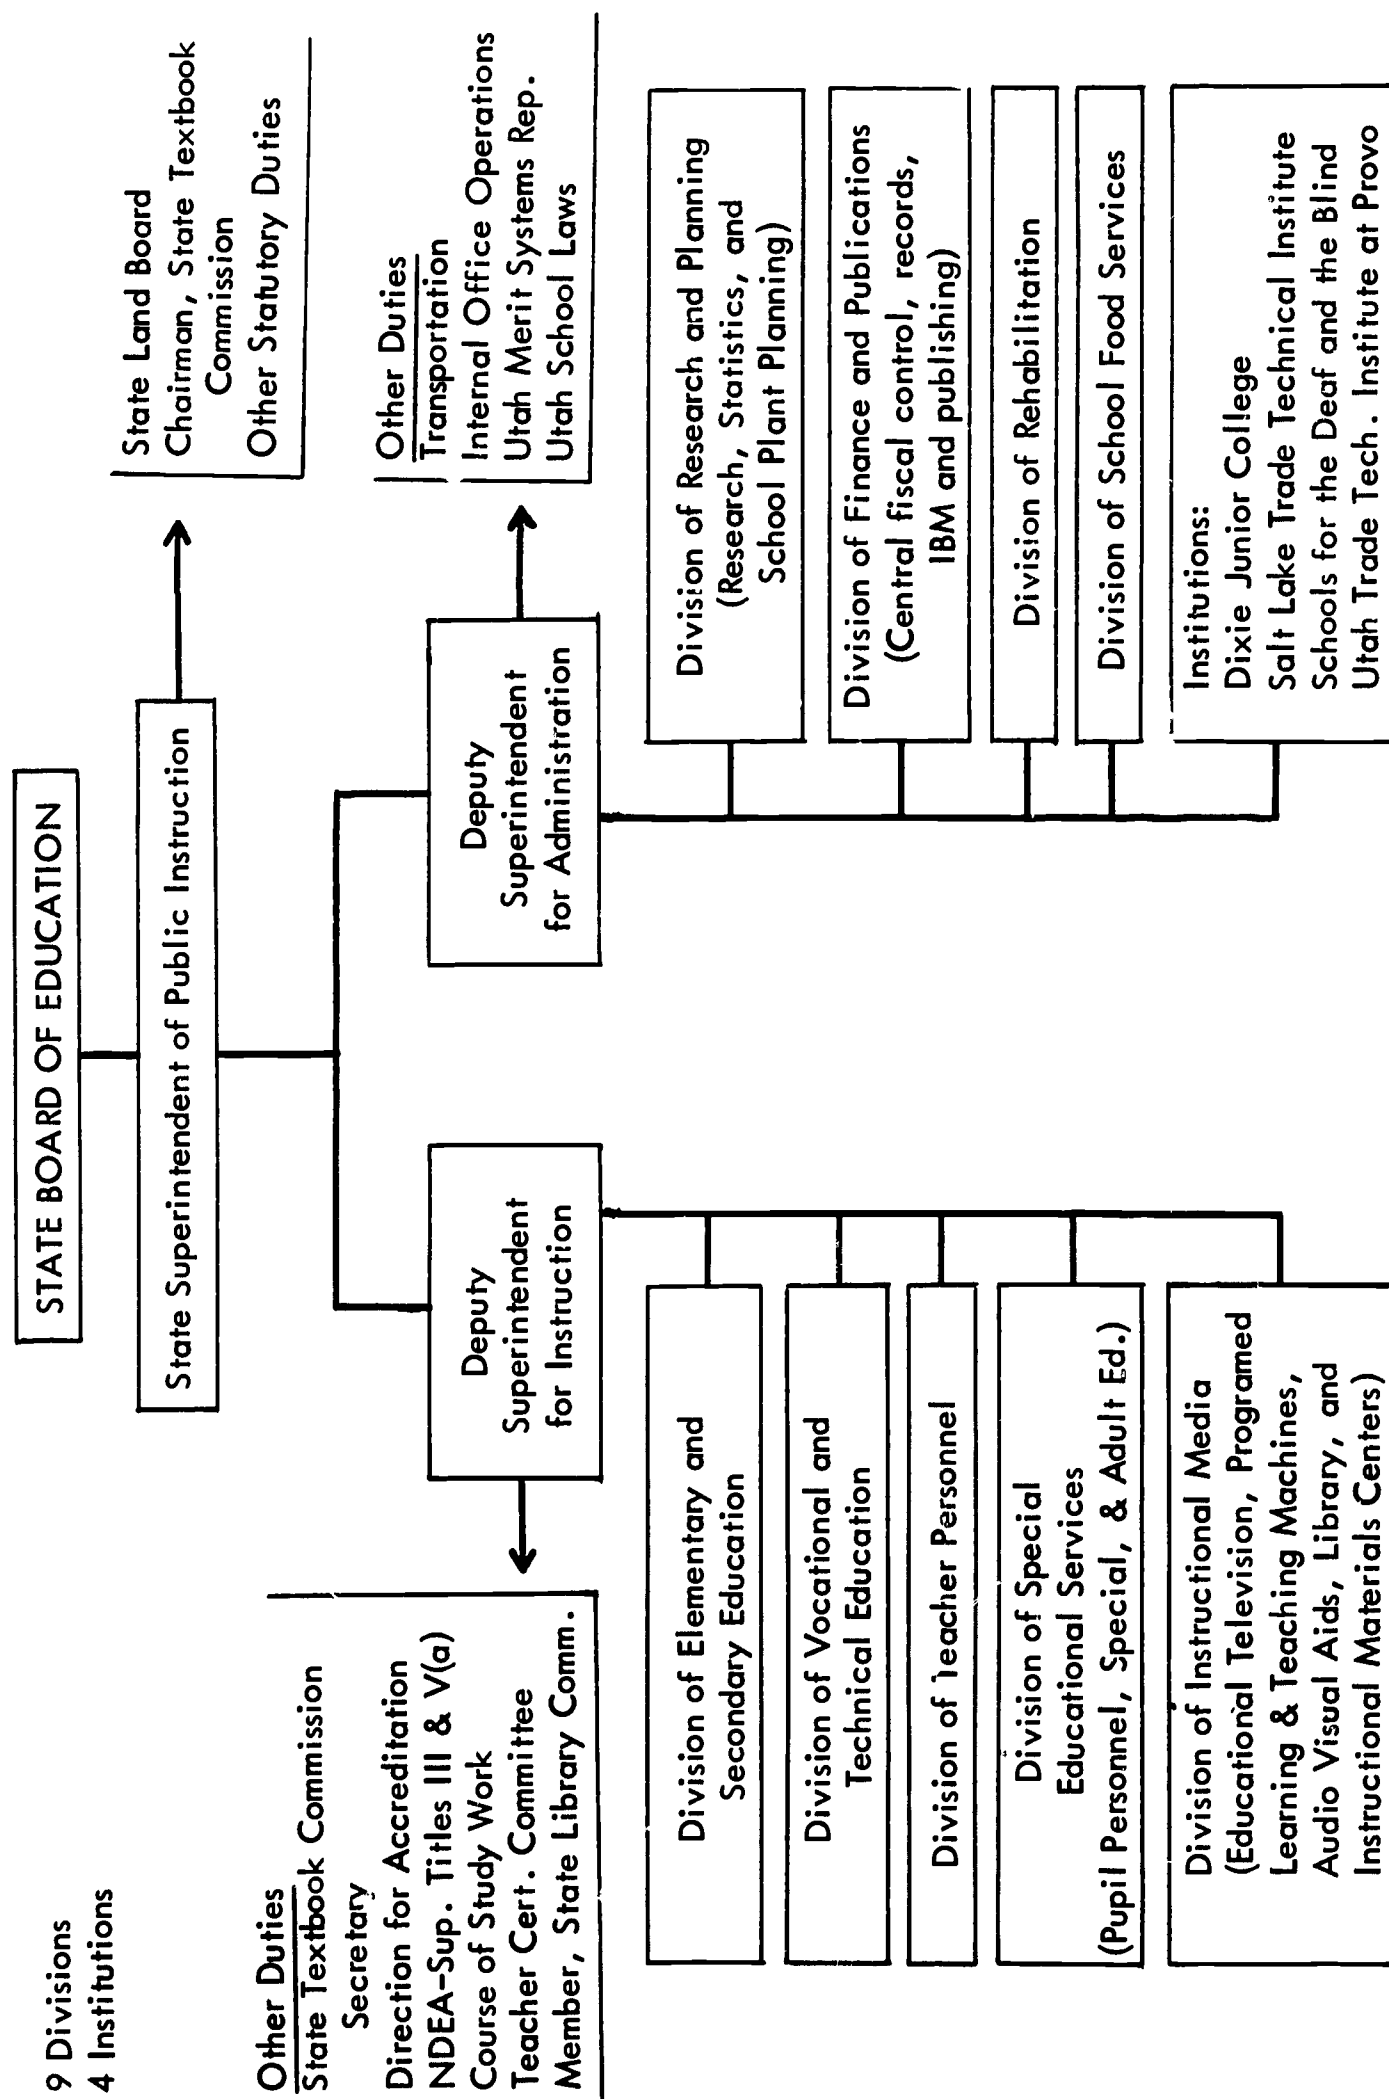 9 Divisions
4 Institutions
STATE BOARD OF EDUCATION
State Superintendent of Public Instruction
State Land Board
Chairman, State Textbook
Commission
Other Statutory Duties
Other Duties
State Textbook Commission
Secretary
Direction for Accreditation
NDEA-Sup. Titles III & V(a)
Course of Study Work
Teacher Cert. Committee
Member, State Library Comm.
Deputy
Superintendent
for Instruction
Deputy
Superintendent
for Administration
Other Duties
Transportation
Internal Office Operations
Utah Merit Systems Rep.
Utah School Laws
Division of Elementary and
Secondary Education
Division of Vocational and
Technical Education
Division of Teacher Personnel
Division of Special
Educational Services
(Pupil Personnel, Special, & Adult Ed.)
Division of Instructional Media
(Educational Television, Programed
Learning & Teaching Machines,
Audio Visual Aids, Library, and
Instructional Materials Centers)
Division of Research and Planning
(Research, Statistics, and
School Plant Planning)
Division of Finance and Publications
(Central fiscal control, records,
IBM and publishing)
Division of Rehabilitation
Division of School Food Services
Institutions:
Dixie Junior College
Salt Lake Trade Technical Institute
Schools for the Deaf and the Blind
Utah Trade Tech. Institute at Provo